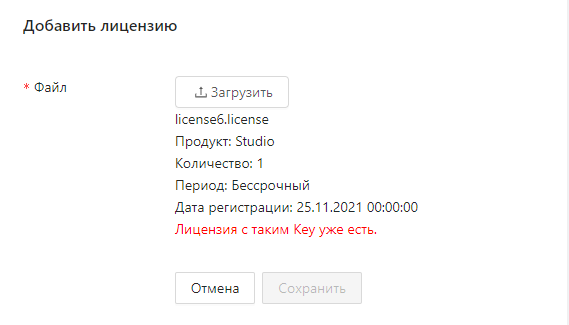 Добавить лицензию
* Файл
Загрузить
license6.license
Продукт: Studio
Количество: 1
Период: Бессрочный
Дата регистрации: 25.11.2021 00:00:00
Лицензия с таким Key уже есть.
Отмена
Сохранить